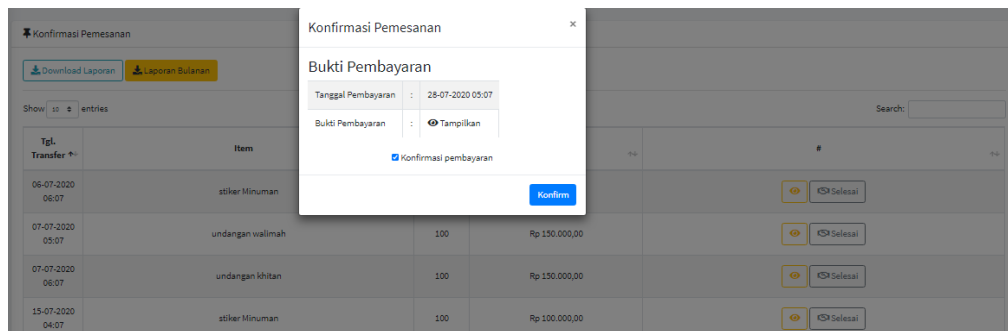 Konfirmasi Pemesanan
Download Laporan Laporan Bulanan
Show 10 entries Search:
Tgl. Transfer Item #
06-07-2020 06:07 stiker Minuman Selesai
07-07-2020 05:07 undangan walimah 100 Rp 150.000,00 Selesai
07-07-2020 06:07 undangan khitan 100 Rp 150.000,00 Selesai
15-07-2020 04:07 stiker Minuman 100 Rp 100.000,00 Selesai
Konfirmasi Pemesanan ×
Bukti Pembayaran
Tanggal Pembayaran : 28-07-2020 05:07
Bukti Pembayaran : Tampilkan
Konfirmasi pembayaran
Konfirm